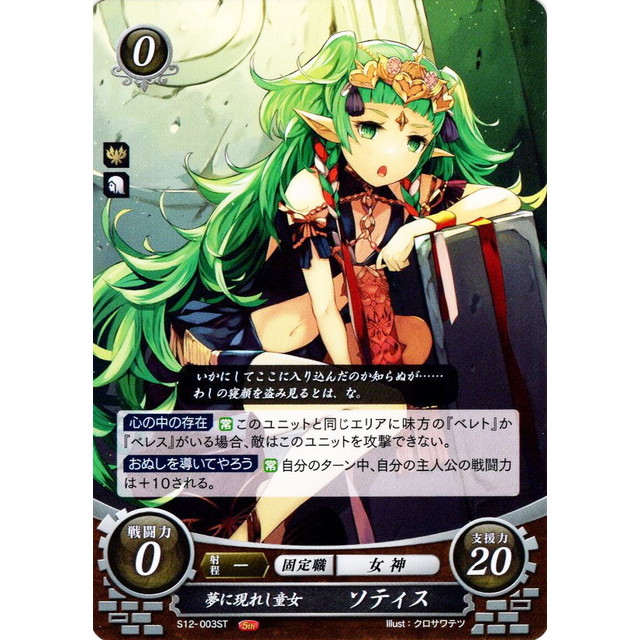 0
いかにしてここに入り込んだのか知らぬが……
わしの寝顔を盗み見るとは、な。
心の中の存在 常 このユニットと同じエリアに味方の『ベレト』か
『ベレス』がいる場合、敵はこのユニットを攻撃できない。
おぬしを導いてやろう 常 自分のターン中、自分の主人公の戦闘力
は＋10される。
戦闘力
0
射程 — 固定職 女神
支援力
20
夢に現れし童女 ソティス
S12-003ST 5th Illust：クロサワテツ